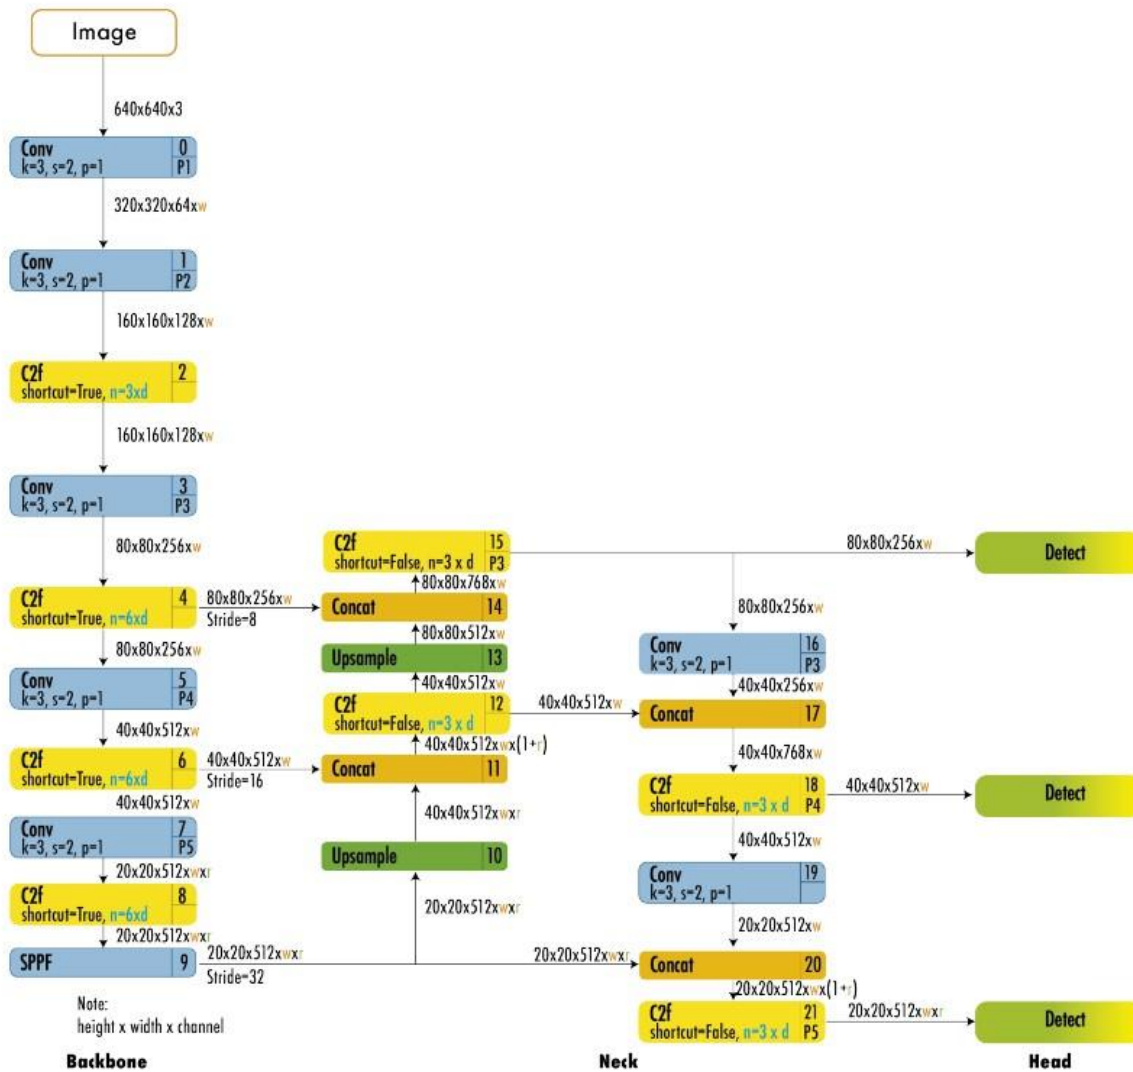 Image
640x640x3
Conv 0
k=3, s=2, p=1 P1
320x320x64xw
Conv 1
k=3, s=2, p=1 P2
160x160x128xw
C2f 2
shortcut=True, n=3xd
160x160x128xw
Conv 3
k=3, s=2, p=1 P3
80x80x256xw
C2f 4
shortcut=True, n=6xd
80x80x256xw
Stride=8
80x80x256xw
Conv 5
k=3, s=2, p=1 P4
40x40x512xw
C2f 6
shortcut=True, n=6xd
40x40x512xw
Stride=16
40x40x512xw
Conv 7
k=3, s=2, p=1 P5
20x20x512xwxr
C2f 8
shortcut=True, n=6xd
20x20x512xwxr
SPPF 9
20x20x512xwxr
Stride=32
Note:
height x width x channel
Backbone
C2f 15
shortcut=False, n=3 x d P3
80x80x768xw
Concat 14
80x80x512xw
Upsample 13
40x40x512xw
C2f 12
shortcut=False, n=3 x d
40x40x512xwx(1+r)
Concat 11
40x40x512xwxr
Upsample 10
20x20x512xwxr
80x80x256xw
80x80x256xw
Conv 16
k=3, s=2, p=1 P3
40x40x256xw
40x40x512xw
Concat 17
40x40x768xw
C2f 18
shortcut=False, n=3 x d P4
40x40x512xw
40x40x512xw
Conv 19
k=3, s=2, p=1
20x20x512xw
20x20x512xwxr
Concat 20
20x20x512xwx(1+r)
C2f 21
shortcut=False, n=3 x d P5
20x20x512xwxr
Neck
Detect
Detect
Detect
Head